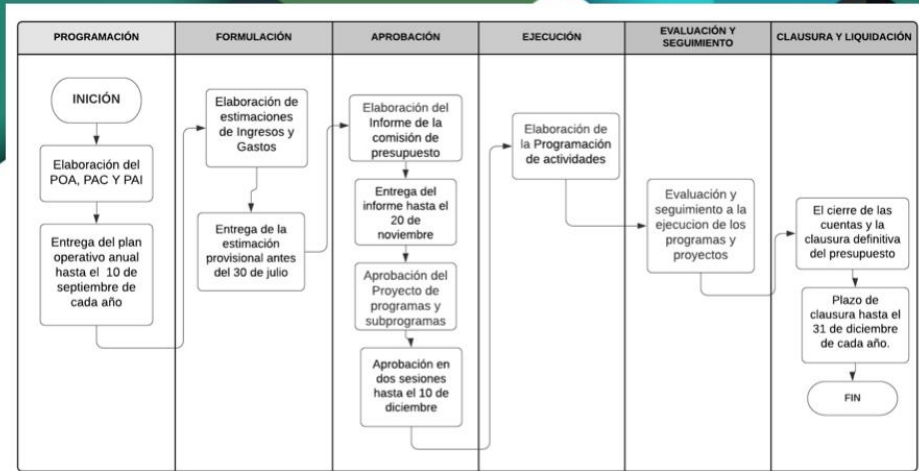 PROGRAMACIÓN
FORMULACIÓN
APROBACIÓN
EJECUCIÓN
EVALUACIÓN Y
SEGUIMIENTO
CLAUSURA Y LIQUIDACIÓN
INICIÓN
Elaboración del
POA, PAC Y PAI
Entrega del plan
operativo anual
hasta el 10 de
septiembre de
cada año
Elaboración de
estimaciones
de Ingresos y
Gastos
Entrega de la
estimación
provisional antes
del 30 de julio
Elaboración del
Informe de la
comisión de
presupuesto
Entrega del
informe hasta el
20 de
noviembre
Aprobación del
Proyecto de
programas y
subprogramas
Aprobación en
dos sesiones
hasta el 10 de
diciembre
Elaboración de
la Programación
de actividades
Evaluación y
seguimiento a la
ejecucion de los
programas y
proyectos
El cierre de las
cuentas y la
clausura definitiva
del presupuesto
Plazo de
clausura hasta el
31 de diciembre
de cada año.
FIN